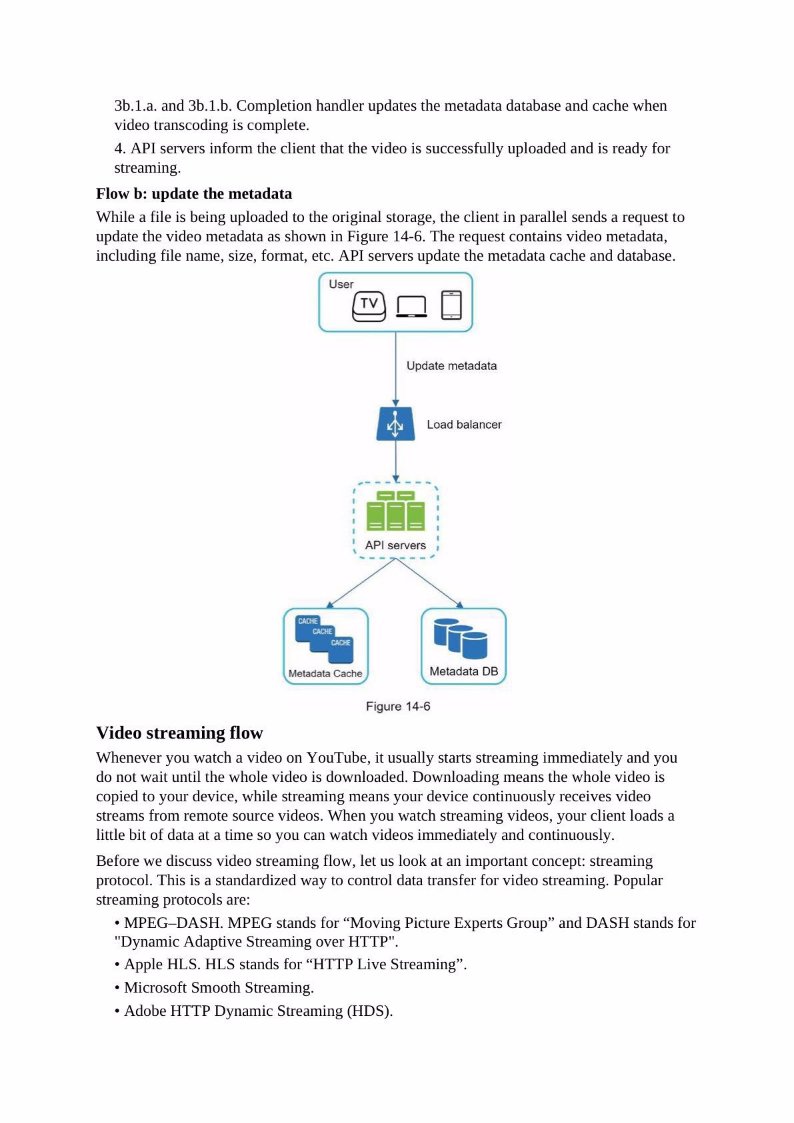 3b.1.a. and 3b.1.b. Completion handler updates the metadata database and cache when
video transcoding is complete.
4. API servers inform the client that the video is successfully uploaded and is ready for
streaming.
Flow b: update the metadata
While a file is being uploaded to the original storage, the client in parallel sends a request to
update the video metadata as shown in Figure 14-6. The request contains video metadata,
including file name, size, format, etc. API servers update the metadata cache and database.
User
TV
Update metadata
Load balancer
API servers
CACHE
CACHE
CACHE
Metadata Cache
Metadata DB
Figure 14-6
Video streaming flow
Whenever you watch a video on YouTube, it usually starts streaming immediately and you
do not wait until the whole video is downloaded. Downloading means the whole video is
copied to your device, while streaming means your device continuously receives video
streams from remote source videos. When you watch streaming videos, your client loads a
little bit of data at a time so you can watch videos immediately and continuously.
Before we discuss video streaming flow, let us look at an important concept: streaming
protocol. This is a standardized way to control data transfer for video streaming. Popular
streaming protocols are:
• MPEG–DASH. MPEG stands for “Moving Picture Experts Group” and DASH stands for
"Dynamic Adaptive Streaming over HTTP".
• Apple HLS. HLS stands for “HTTP Live Streaming”.
• Microsoft Smooth Streaming.
• Adobe HTTP Dynamic Streaming (HDS).